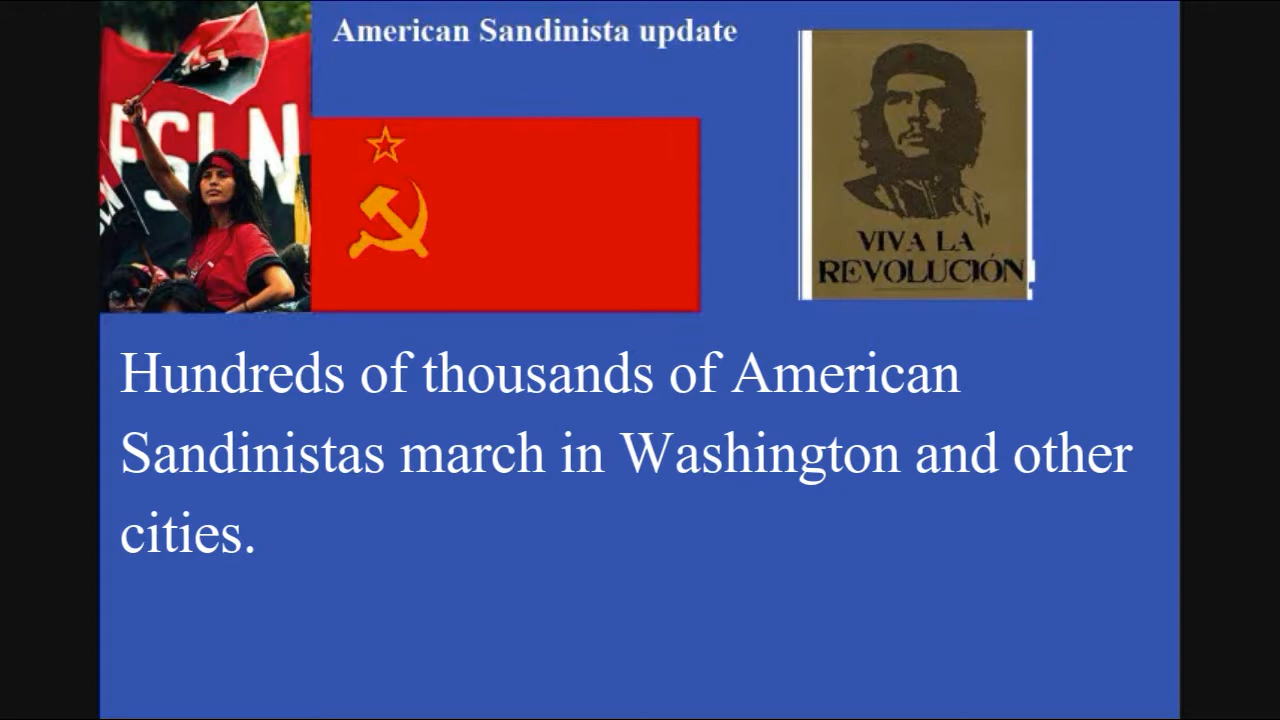 American Sandinista update
FSLN
VIVA LA
REVOLUCIÓN
Hundreds of thousands of American
Sandinistas march in Washington and other
cities.